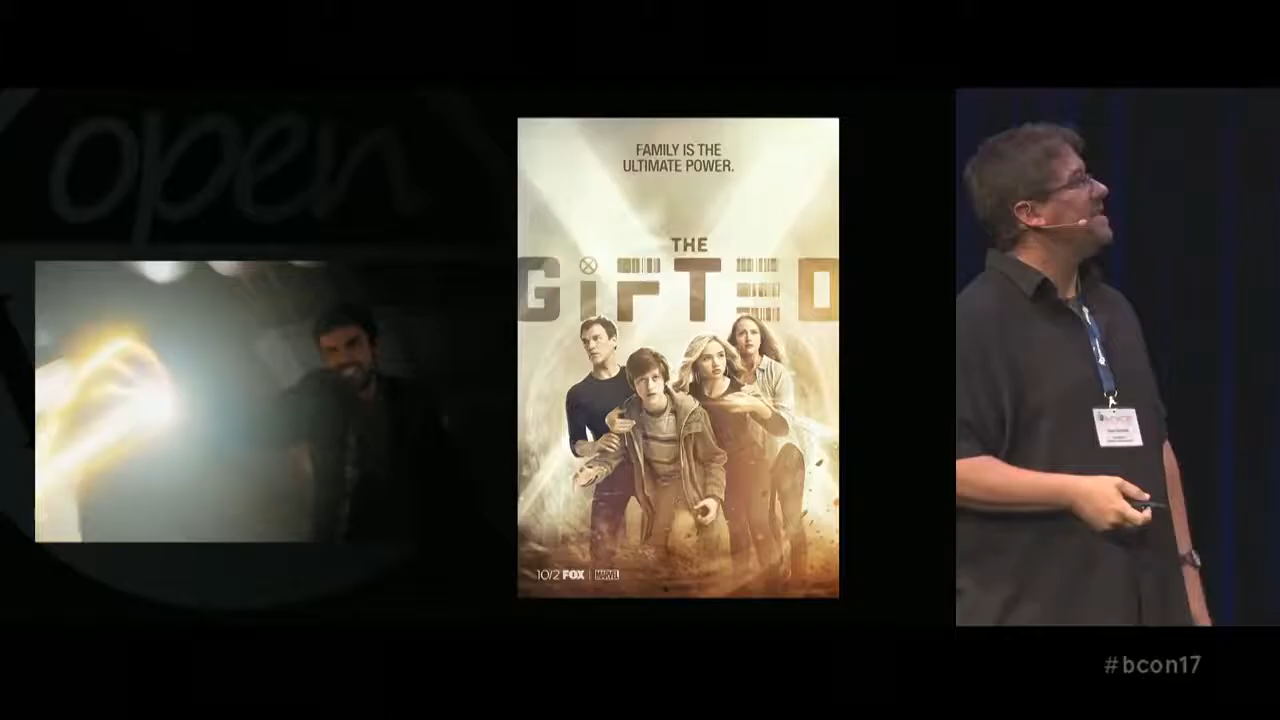 open
FAMILY IS THE
ULTIMATE POWER.
THE
GiFTED
10/2 FOX | MARVEL
#bcon17